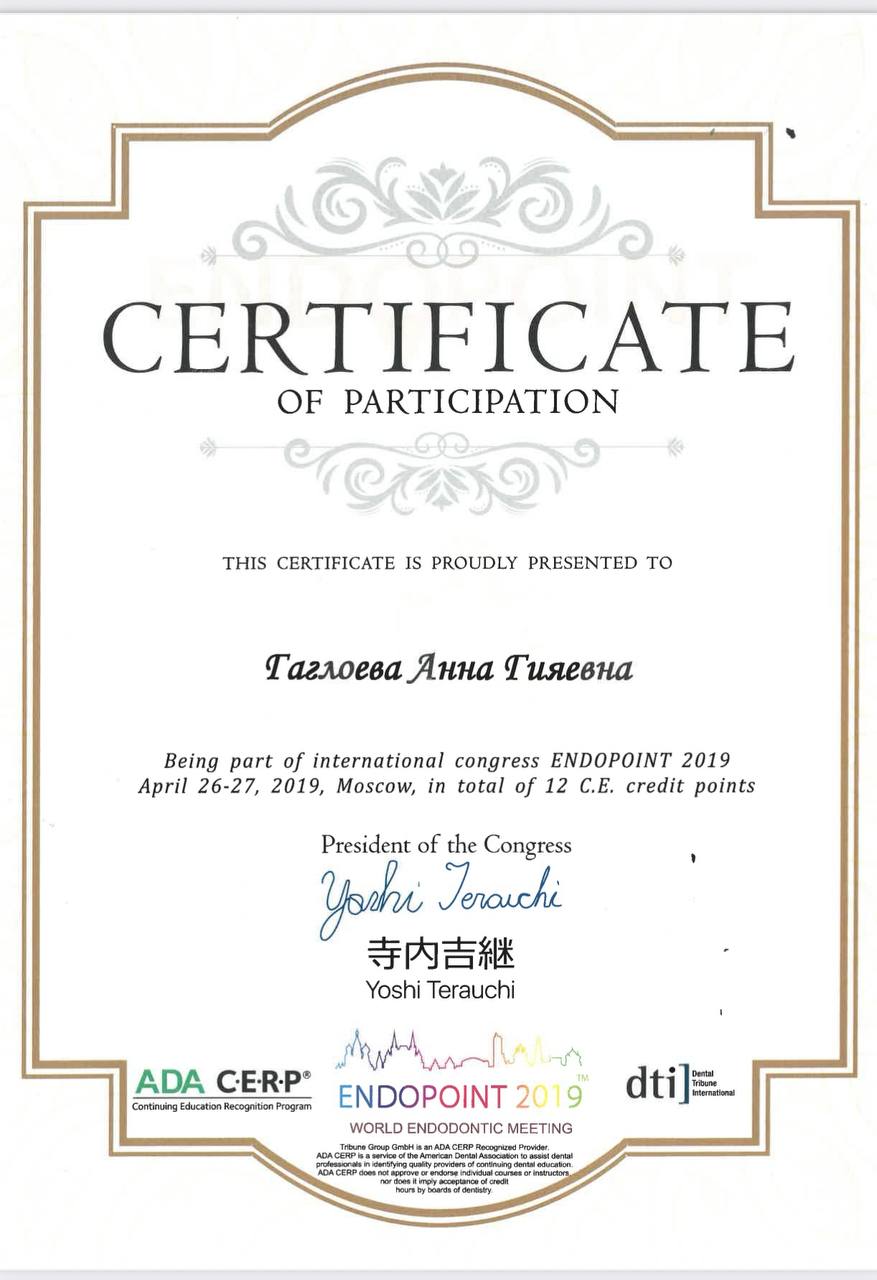 CERTIFICATE
OF PARTICIPATION
THIS CERTIFICATE IS PROUDLY PRESENTED TO
Гаглоева Анна Гияевна
Being part of international congress ENDOPOINT 2019
April 26-27, 2019, Moscow, in total of 12 C.E. credit points
President of the Congress
Yoshi Terauchi
寺内吉継
Yoshi Terauchi
ADA C·E·R·P®
Continuing Education Recognition Program
ENDOPOINT 2019™
WORLD ENDODONTIC MEETING
dti]
Dental
Tribune
International
Tribune Group GmbH is an ADA CERP Recognized Provider.
ADA CERP is a service of the American Dental Association to assist dental
professionals in identifying quality providers of continuing dental education.
ADA CERP does not approve or endorse individual courses or instructors,
nor does it imply acceptance of credit
hours by boards of dentistry.